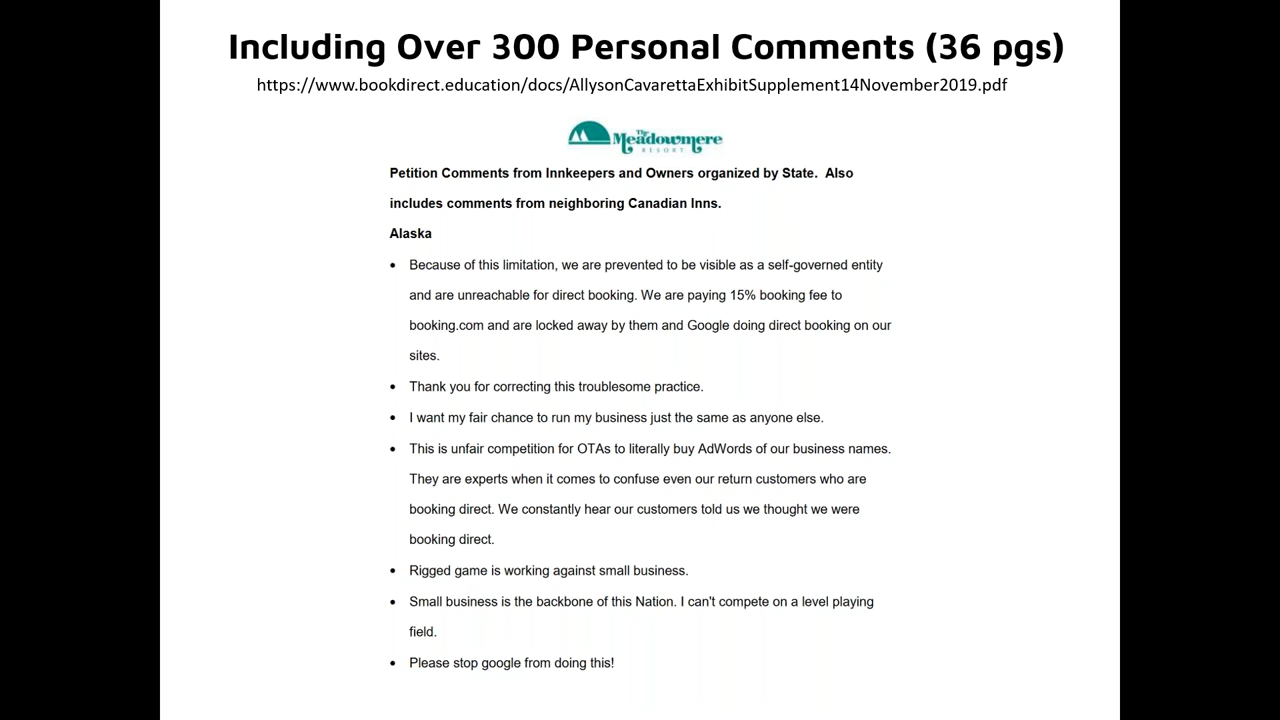 Including Over 300 Personal Comments (36 pgs)
https://www.bookdirect.education/docs/AllysonCavarettaExhibitSupplement14November2019.pdf
The
Meadowmere
RESORT
Petition Comments from Innkeepers and Owners organized by State.  Also
includes comments from neighboring Canadian Inns.
Alaska
• Because of this limitation, we are prevented to be visible as a self-governed entity
and are unreachable for direct booking. We are paying 15% booking fee to
booking.com and are locked away by them and Google doing direct booking on our
sites.
• Thank you for correcting this troublesome practice.
• I want my fair chance to run my business just the same as anyone else.
• This is unfair competition for OTAs to literally buy AdWords of our business names.
They are experts when it comes to confuse even our return customers who are
booking direct. We constantly hear our customers told us we thought we were
booking direct.
• Rigged game is working against small business.
• Small business is the backbone of this Nation. I can't compete on a level playing
field.
• Please stop google from doing this!